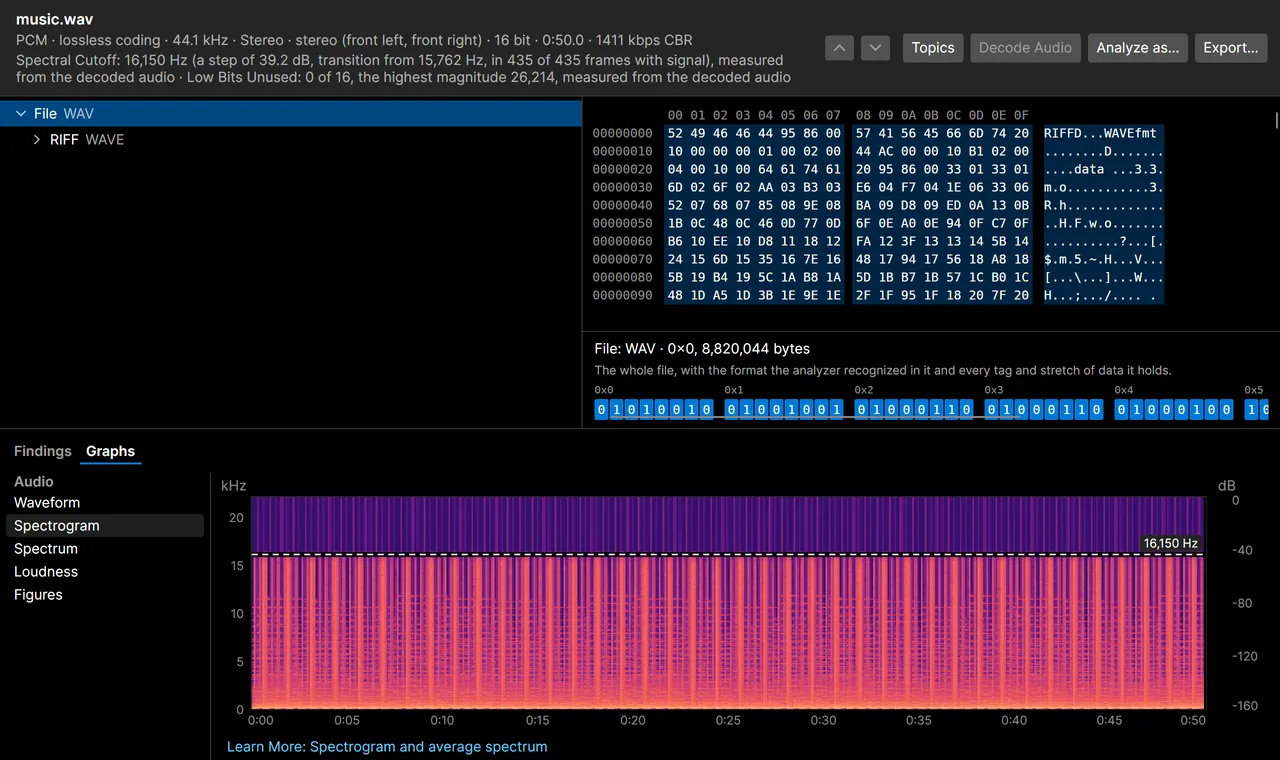 music.wav
PCM · lossless coding · 44.1 kHz · Stereo · stereo (front left, front right) · 16 bit · 0:50.0 · 1411 kbps CBR
Spectral Cutoff: 16,150 Hz (a step of 39.2 dB, transition from 15,762 Hz, in 435 of 435 frames with signal), measured
from the decoded audio · Low Bits Unused: 0 of 16, the highest magnitude 26,214, measured from the decoded audio
Topics
Decode Audio
Analyze as...
Export...
File WAV
RIFF WAVE
00 01 02 03 04 05 06 07 08 09 0A 0B 0C 0D 0E 0F
00000000 52 49 46 46 44 95 86 00 57 41 56 45 66 6D 74 20 RIFFD...WAVEfmt
00000010 10 00 00 00 01 00 02 00 44 AC 00 00 10 B1 02 00 ........D.......
00000020 04 00 10 00 64 61 74 61 20 95 86 00 33 01 33 01 ....data ...3.3.
00000030 6D 02 6F 02 AA 03 B3 03 E6 04 F7 04 1E 06 33 06 m.o...........3.
00000040 52 07 68 07 85 08 9E 08 BA 09 D8 09 ED 0A 13 0B R.h.............
00000050 1B 0C 48 0C 46 0D 77 0D 6F 0E A0 0E 94 0F C7 0F ..H.F.w.o.......
00000060 B6 10 EE 10 D8 11 18 12 FA 12 3F 13 13 14 5B 14 ..........?...[.
00000070 24 15 6D 15 35 16 7E 16 48 17 94 17 56 18 A8 18 $.m.5.~.H...V...
00000080 5B 19 B4 19 5C 1A B8 1A 5D 1B B7 1B 57 1C B0 1C [...\...]...W...
00000090 48 1D A5 1D 3B 1E 9E 1E 2F 1F 95 1F 18 20 7F 20 H...;.../.... .
File: WAV · 0×0, 8,820,044 bytes
The whole file, with the format the analyzer recognized in it and every tag and stretch of data it holds.
0x0 0x1 0x2 0x3 0x4 0x5
01010010 01001001 01000110 01000110 01000100 10
Findings
Graphs
Audio
Waveform
Spectrogram
Spectrum
Loudness
Figures
kHz
20
15
10
5
0
16,150 Hz
dB
0
-40
-80
-120
-160
0:00 0:05 0:10 0:15 0:20 0:25 0:30 0:35 0:40 0:45 0:50
Learn More: Spectrogram and average spectrum